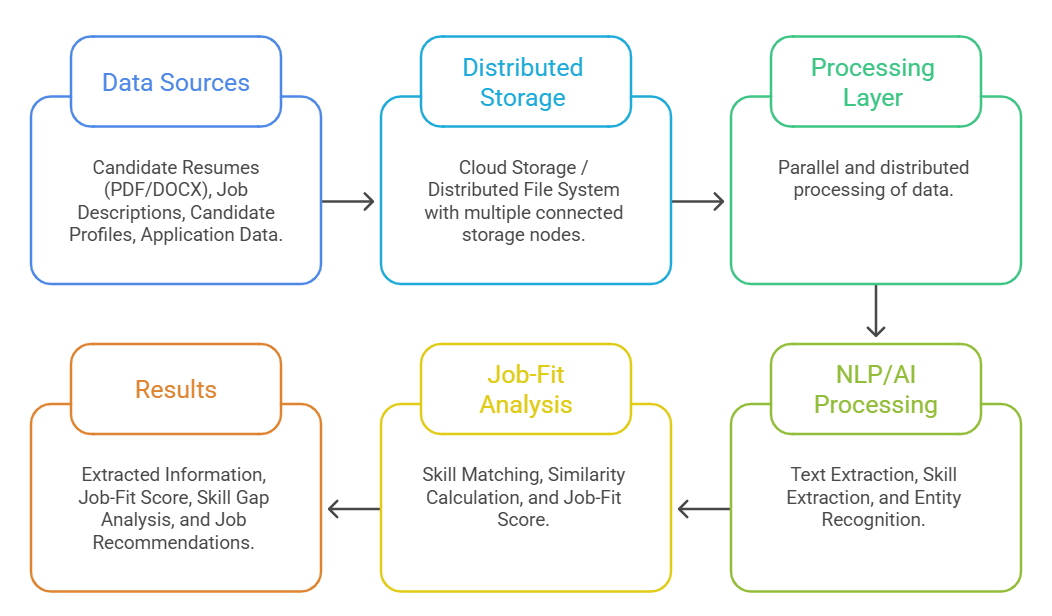 Data Sources
Candidate Resumes
(PDF/DOCX), Job
Descriptions, Candidate
Profiles, Application Data.
Distributed
Storage
Cloud Storage /
Distributed File System
with multiple connected
storage nodes.
Processing
Layer
Parallel and distributed
processing of data.
NLP/AI
Processing
Text Extraction, Skill
Extraction, and Entity
Recognition.
Job-Fit
Analysis
Skill Matching, Similarity
Calculation, and Job-Fit
Score.
Results
Extracted Information,
Job-Fit Score, Skill Gap
Analysis, and Job
Recommendations.